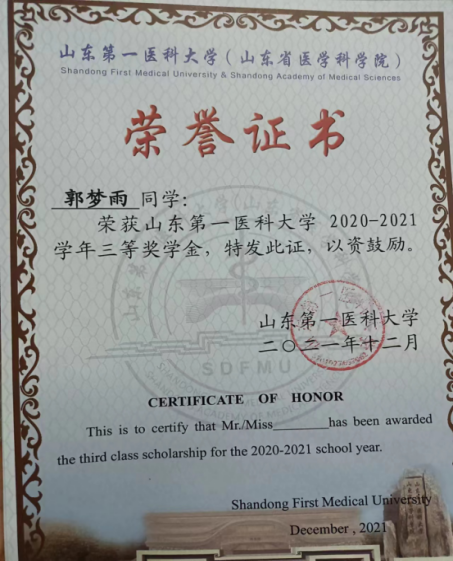 山东第一医科大学（山东省医学科学院）
Shandong First Medical University & Shandong Academy of Medical Sciences
荣誉证书
郭梦雨 同学：
荣获山东第一医科大学 2020-2021
学年三等奖学金，特发此证，以资鼓励。
山东第一医科大学
二〇二一年十二月
SDFMU
CERTIFICATE OF HONOR
This is to certify that Mr./Miss________has been awarded
the third class scholarship for the 2020-2021 school year.
Shandong First Medical University
December , 2021